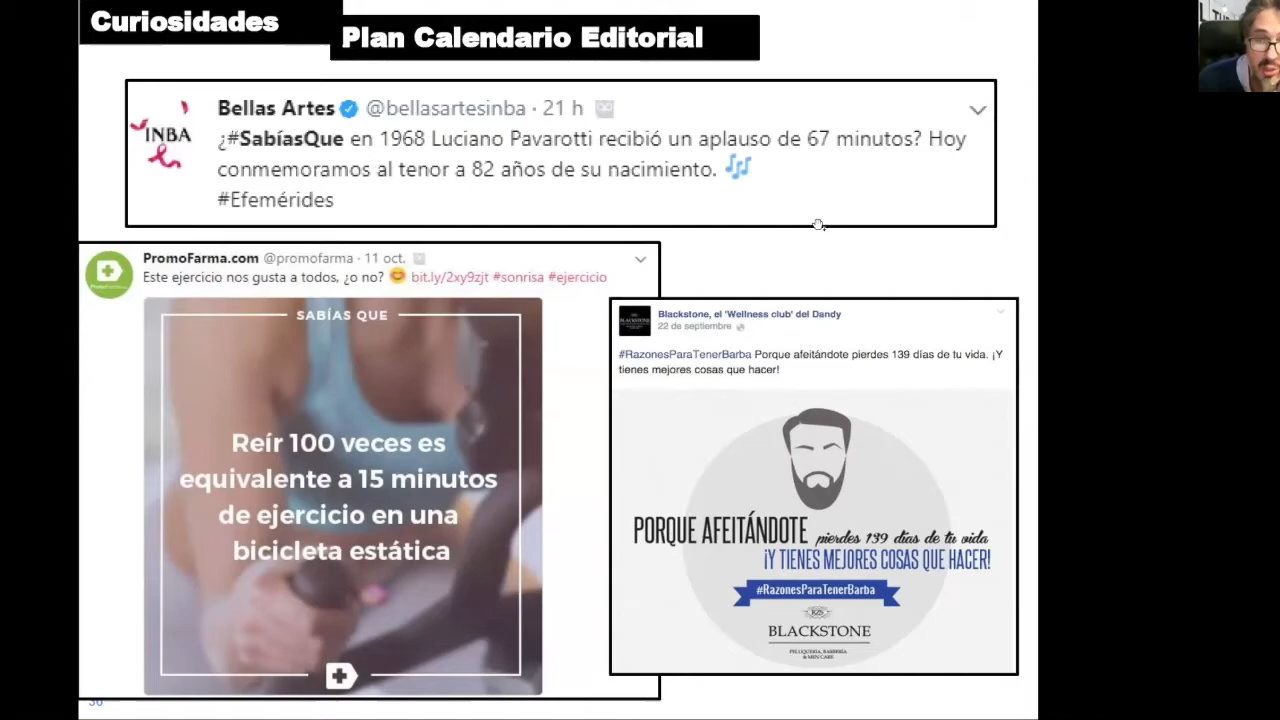 Curiosidades
Plan Calendario Editorial
INBA
Bellas Artes @bellasartesinba · 21 h
¿#SabíasQue en 1968 Luciano Pavarotti recibió un aplauso de 67 minutos? Hoy
conmemoramos al tenor a 82 años de su nacimiento.
#Efemérides
PromoFarma.com @promofarma · 11 oct.
Este ejercicio nos gusta a todos, ¿o no? bit.ly/2xy9zjt #sonrisa #ejercicio
SABÍAS QUE
Reír 100 veces es
equivalente a 15 minutos
de ejercicio en una
bicicleta estática
Blackstone, el 'Wellness club' del Dandy
22 de septiembre
#RazonesParaTenerBarba Porque afeitándote pierdes 139 días de tu vida. ¡Y
tienes mejores cosas que hacer!
PORQUE AFEITÁNDOTE pierdes 139 días de tu vida
¡Y TIENES MEJORES COSAS QUE HACER!
#RazonesParaTenerBarba
BLACKSTONE
PELUQUERÍA, BARBERÍA
& MEN CARE